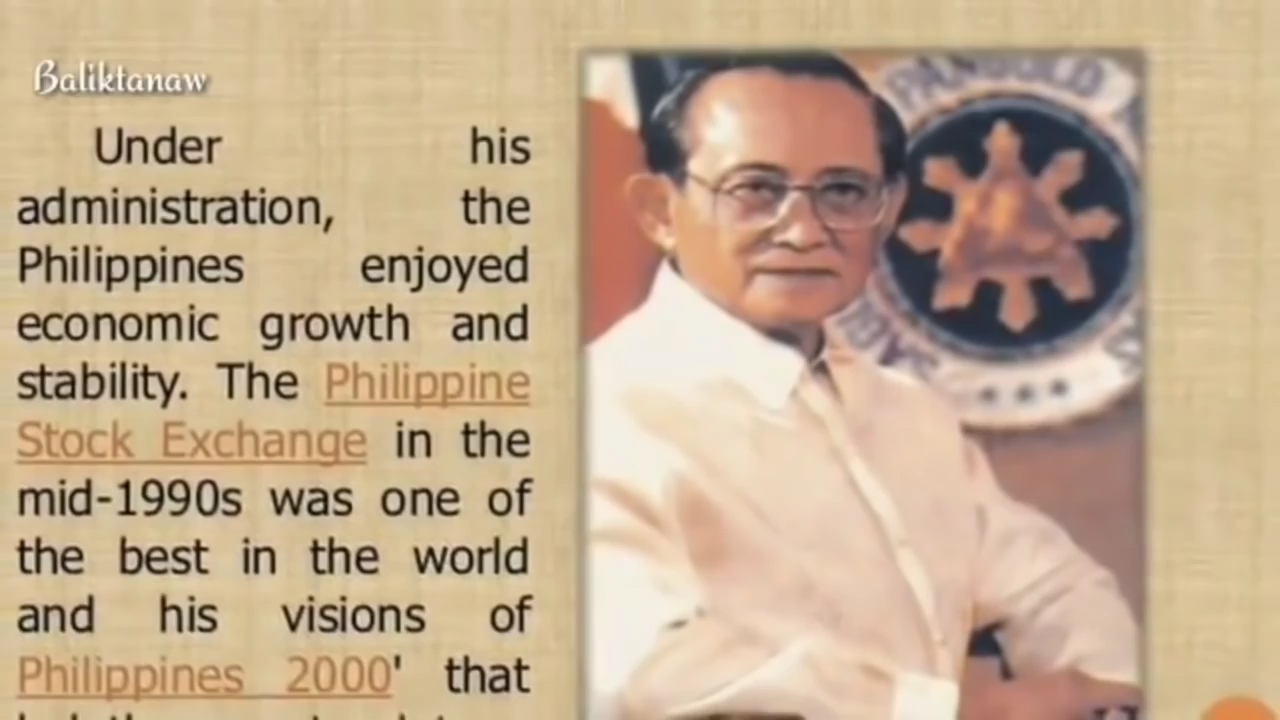 Baliktanaw
Under his
administration, the
Philippines enjoyed
economic growth and
stability. The Philippine
Stock Exchange in the
mid-1990s was one of
the best in the world
and his visions of
Philippines 2000' that